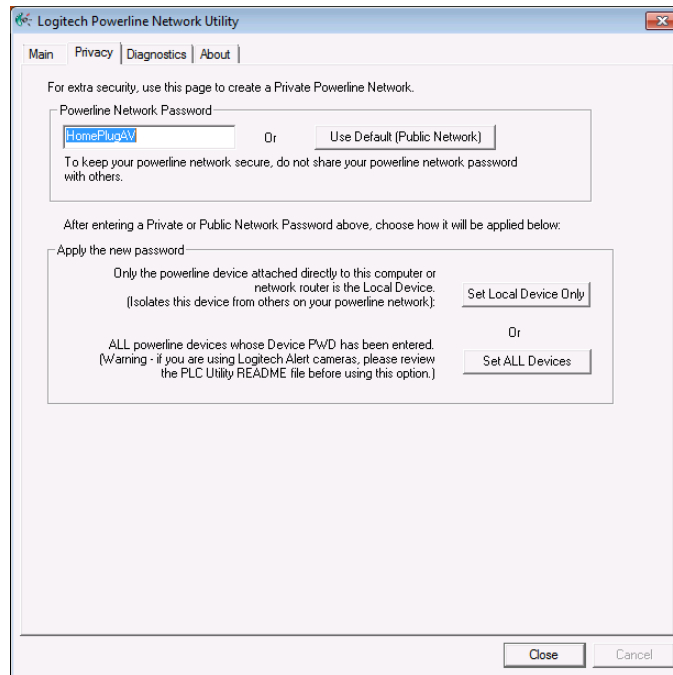 Logitech Powerline Network Utility
Main Privacy Diagnostics About
For extra security, use this page to create a Private Powerline Network.
Powerline Network Password
HomePlugAV Or Use Default (Public Network)
To keep your powerline network secure, do not share your powerline network password
with others.
After entering a Private or Public Network Password above, choose how it will be applied below:
Apply the new password
Only the powerline device attached directly to this computer or
network router is the Local Device.
(Isolates this device from others on your powerline network):
Set Local Device Only
Or
ALL powerline devices whose Device PWD has been entered.
(Warning - if you are using Logitech Alert cameras, please review
the PLC Utility README file before using this option.)
Set ALL Devices
Close Cancel